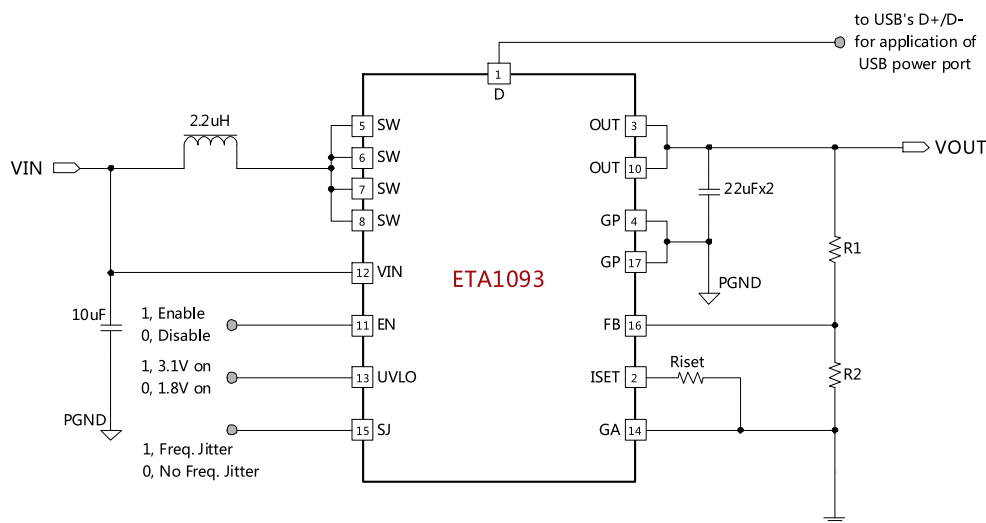 to USB's D+/D-
for application of
USB power port
1
D
2.2uH
VIN
5 SW
6 SW
7 SW
8 SW
12 VIN
11 EN
13 UVLO
15 SJ
ETA1093
OUT 3
OUT 10
GP 4
GP 17
FB 16
ISET 2
GA 14
VOUT
22uFx2
PGND
R1
R2
Riset
10uF
PGND
1, Enable
0, Disable
1, 3.1V on
0, 1.8V on
1, Freq. Jitter
0, No Freq. Jitter